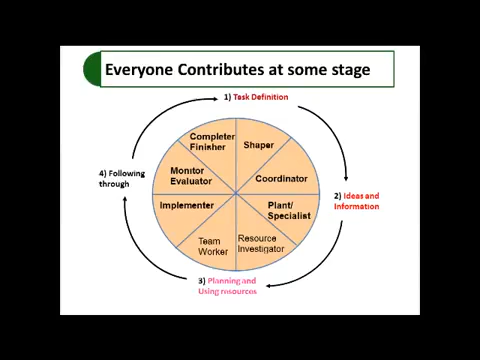 Everyone Contributes at some stage
1) Task Definition
Completer
Finisher
Shaper
4) Following
through
Monitor
Evaluator
Coordinator
2) Ideas and
Information
Implementer
Plant/
Specialist
Team
Worker
Resource
Investigator
3) Planning and
Using resources